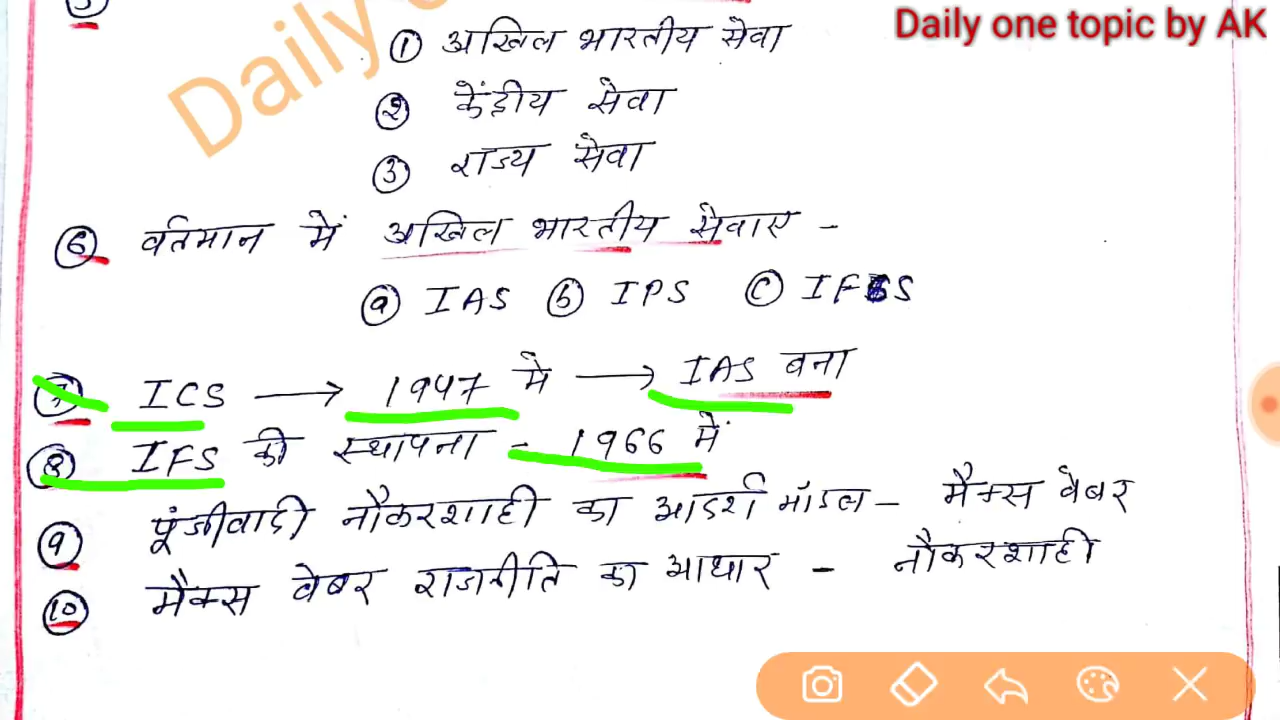 Daily one topic by AK
Daily
① अखिल भारतीय सेवा
② केंद्रीय सेवा
③ राज्य सेवा
⑥ वर्तमान में अखिल भारतीय सेवाए -
ⓐ IAS ⓑ IPS ⓒ IFS
⑦ ICS → 1947 में → IAS बना
⑧ IFS की स्थापना - 1966 में
⑨ पूंजीवादी नौकरशाही का आदर्श मॉडल - मैक्स वेबर
⑩ मैक्स वेबर राजनीति का आधार - नौकरशाही